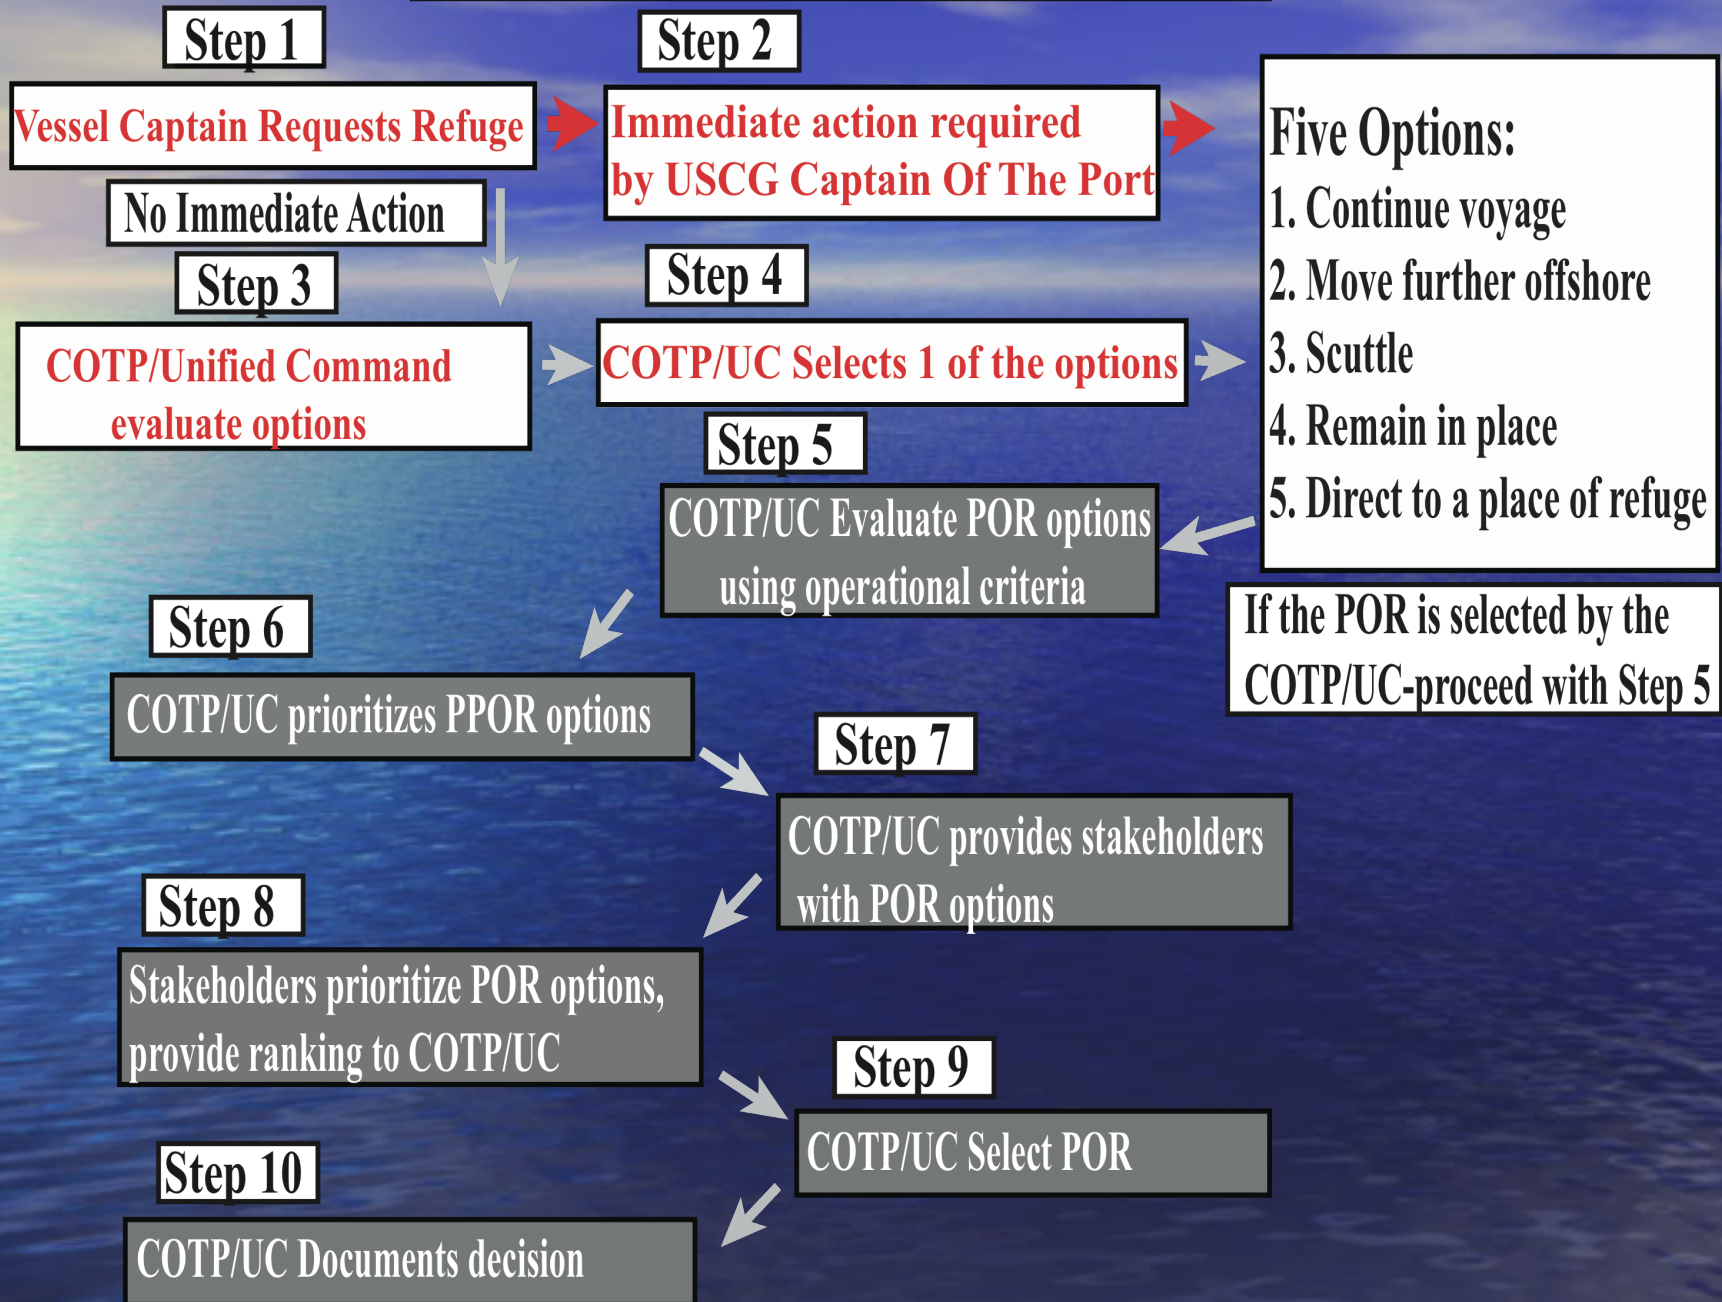 Step 1
Vessel Captain Requests Refuge
No Immediate Action
Step 2
Immediate action required
by USCG Captain Of The Port
Five Options:
1. Continue voyage
2. Move further offshore
3. Scuttle
4. Remain in place
5. Direct to a place of refuge
If the POR is selected by the
COTP/UC-proceed with Step 5
Step 3
COTP/Unified Command
evaluate options
Step 4
COTP/UC Selects 1 of the options
Step 5
COTP/UC Evaluate POR options
using operational criteria
Step 6
COTP/UC prioritizes PPOR options
Step 7
COTP/UC provides stakeholders
with POR options
Step 8
Stakeholders prioritize POR options,
provide ranking to COTP/UC
Step 9
COTP/UC Select POR
Step 10
COTP/UC Documents decision